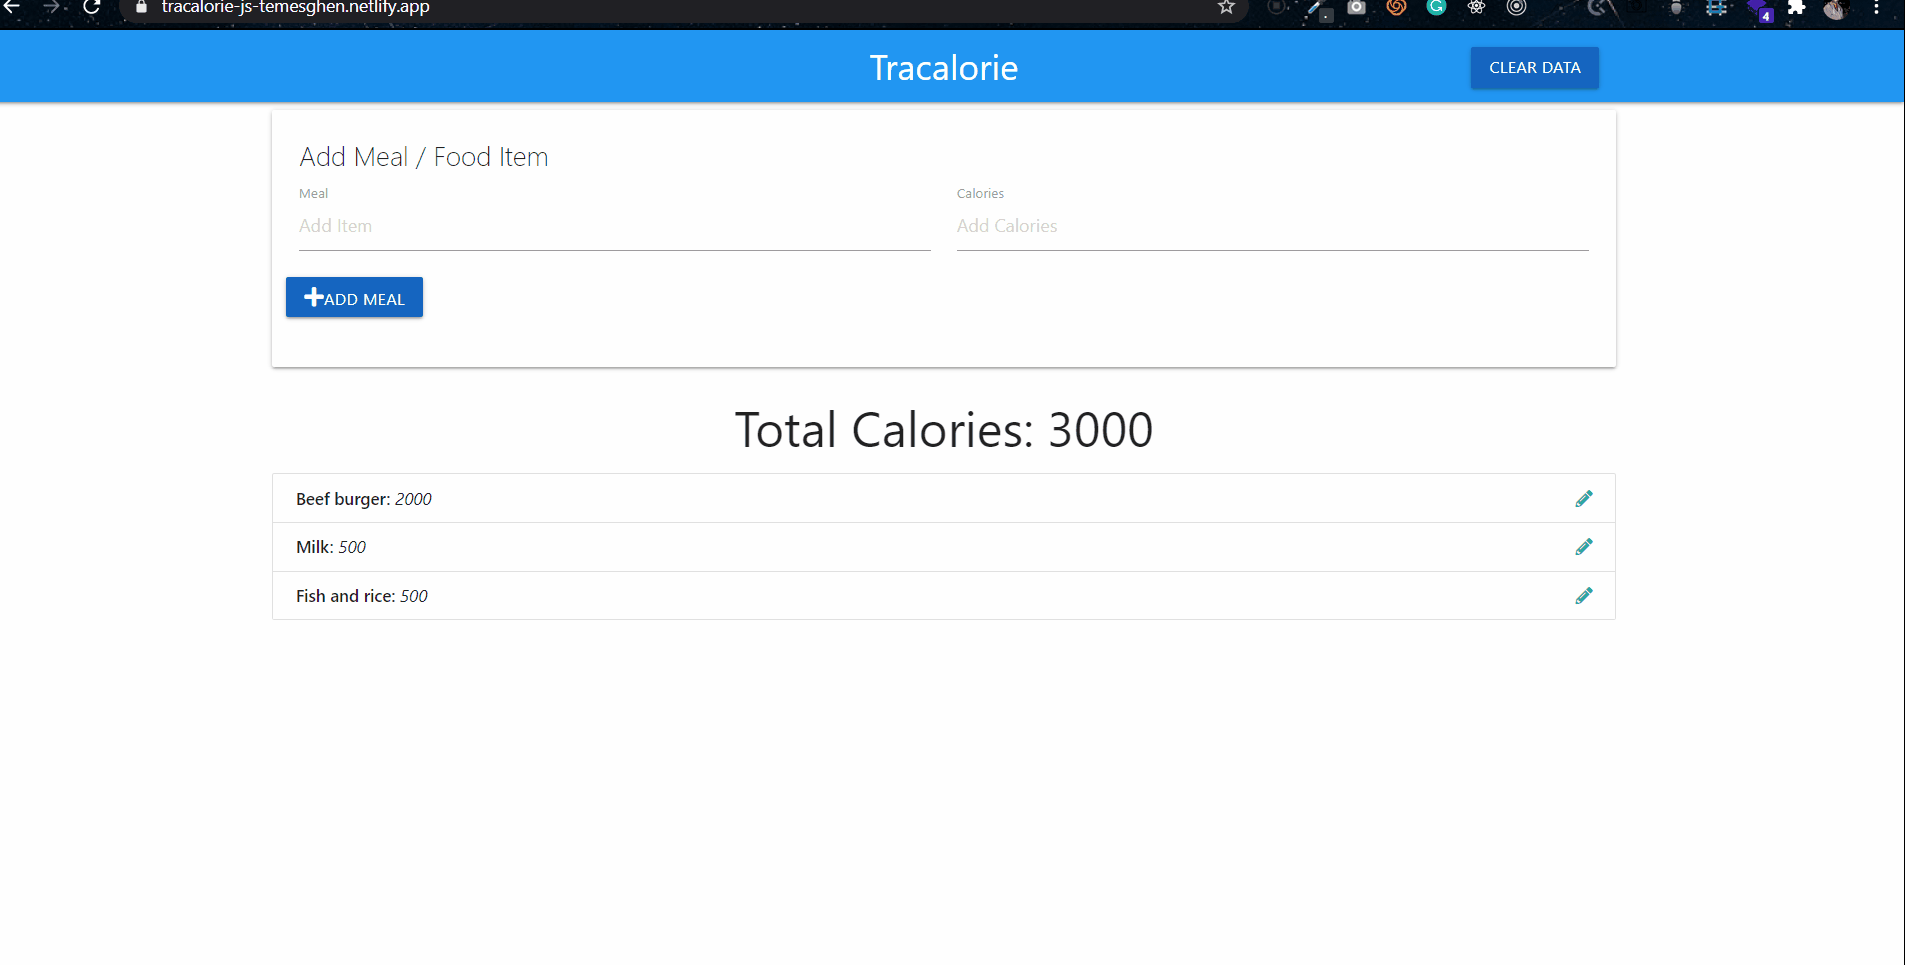 tracalorie-js-temesghen.netlify.app
4
Tracalorie
CLEAR DATA
Add Meal / Food Item
Meal
Calories
Add Item
Add Calories
ADD MEAL
Total Calories: 3000
Beef burger: 2000
Milk: 500
Fish and rice: 500